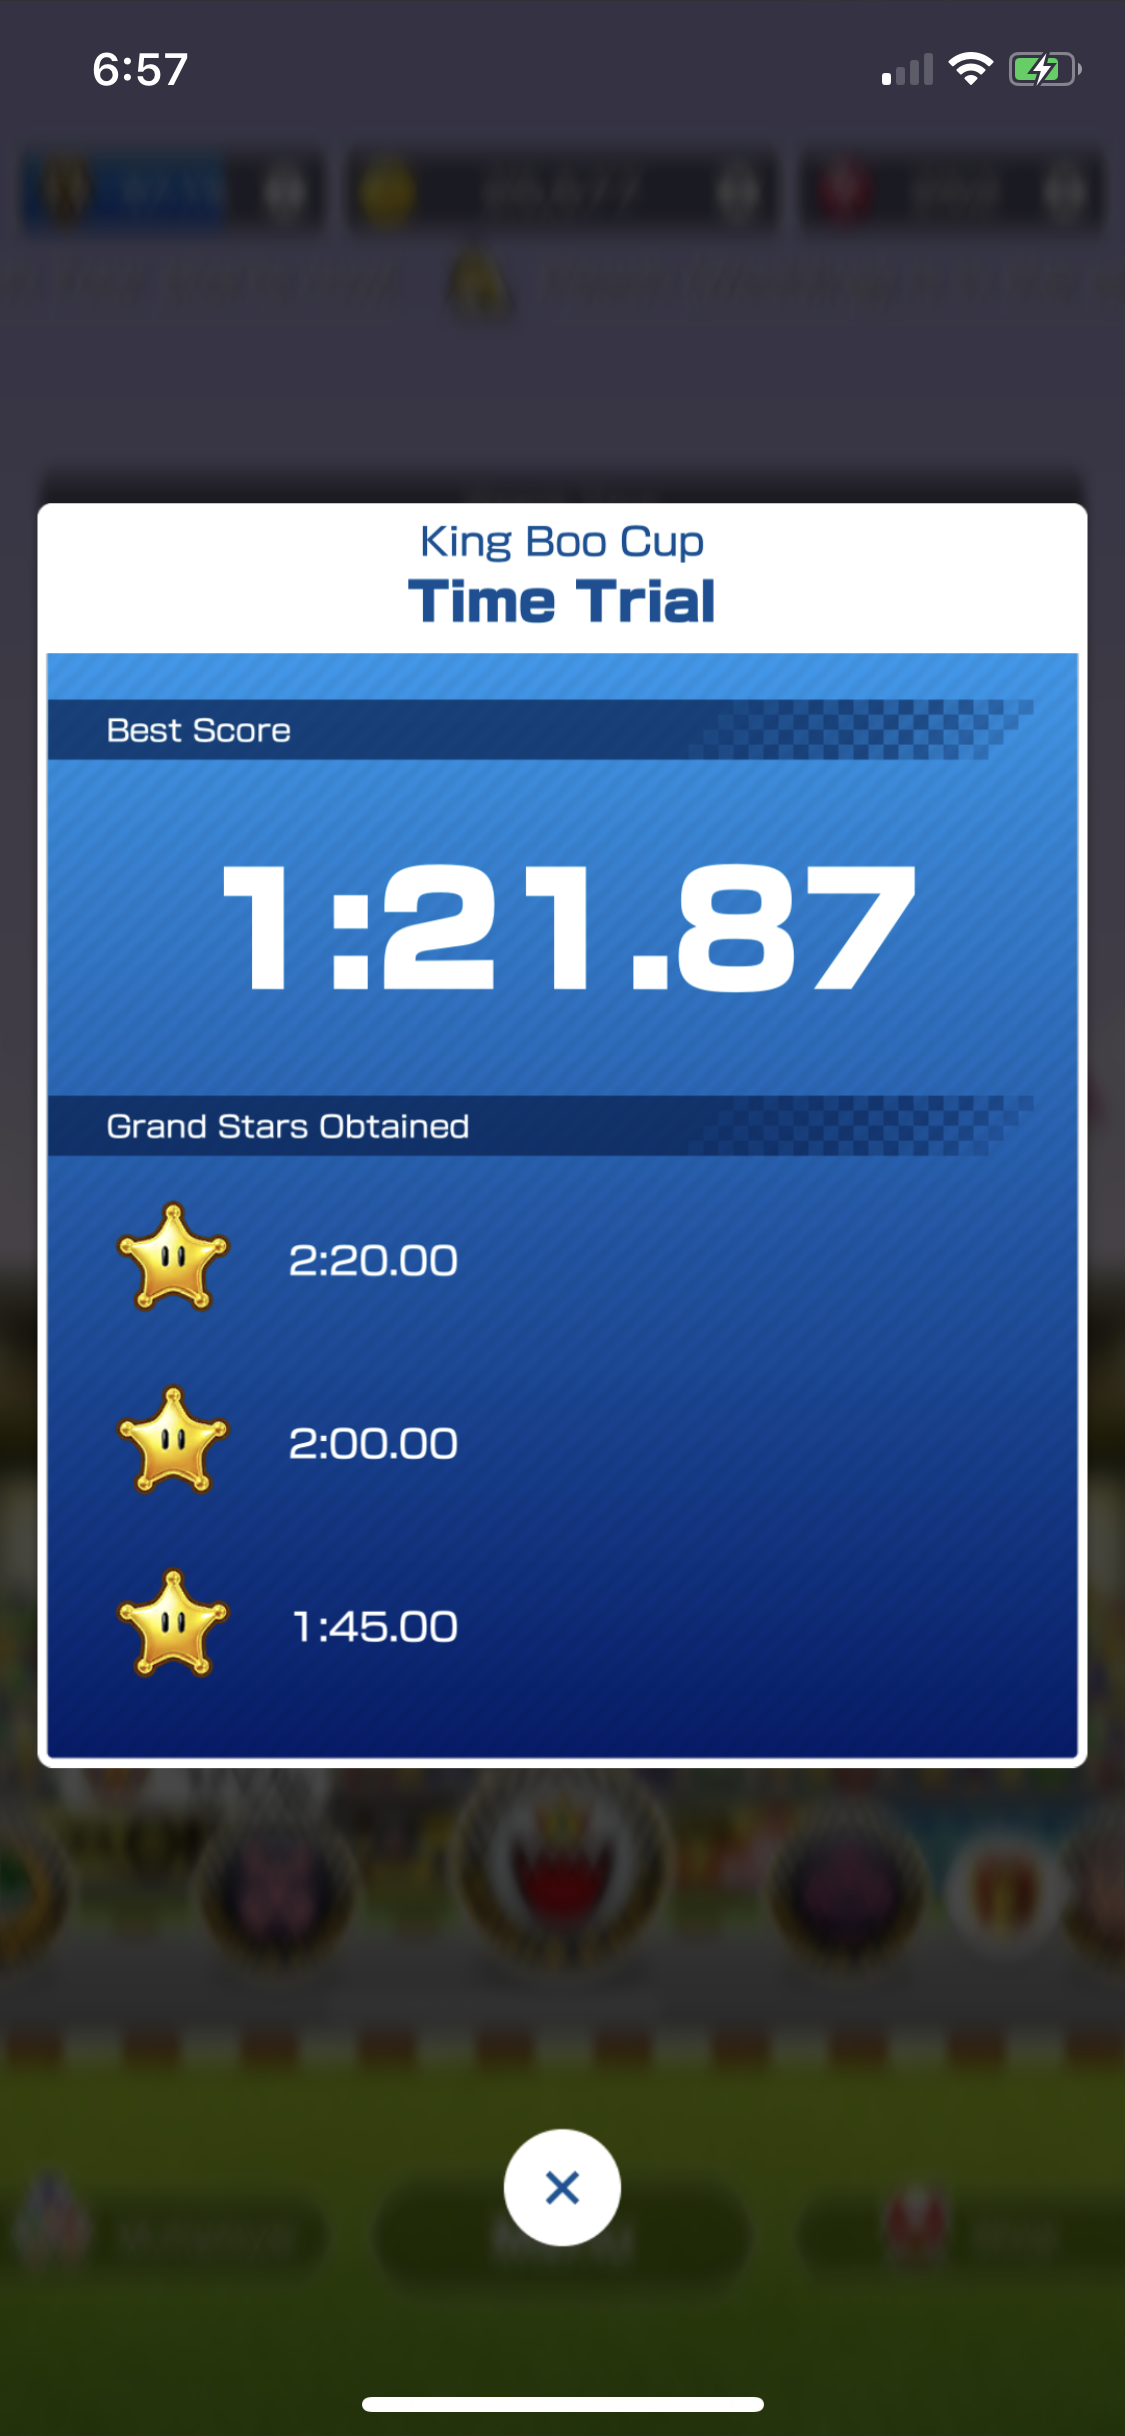 6:57
King Boo Cup
Time Trial
Best Score
1:21.87
Grand Stars Obtained
2:20.00
2:00.00
1:45.00